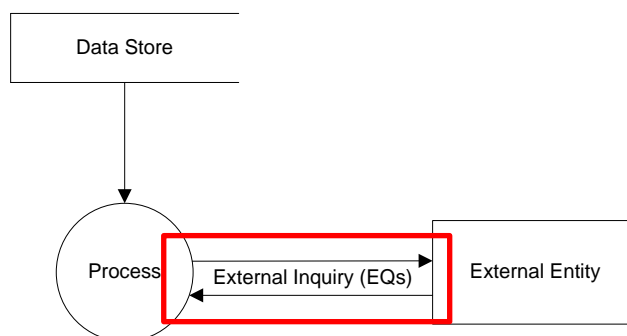 Data Store
Process
External Inquiry (EQs)
External Entity